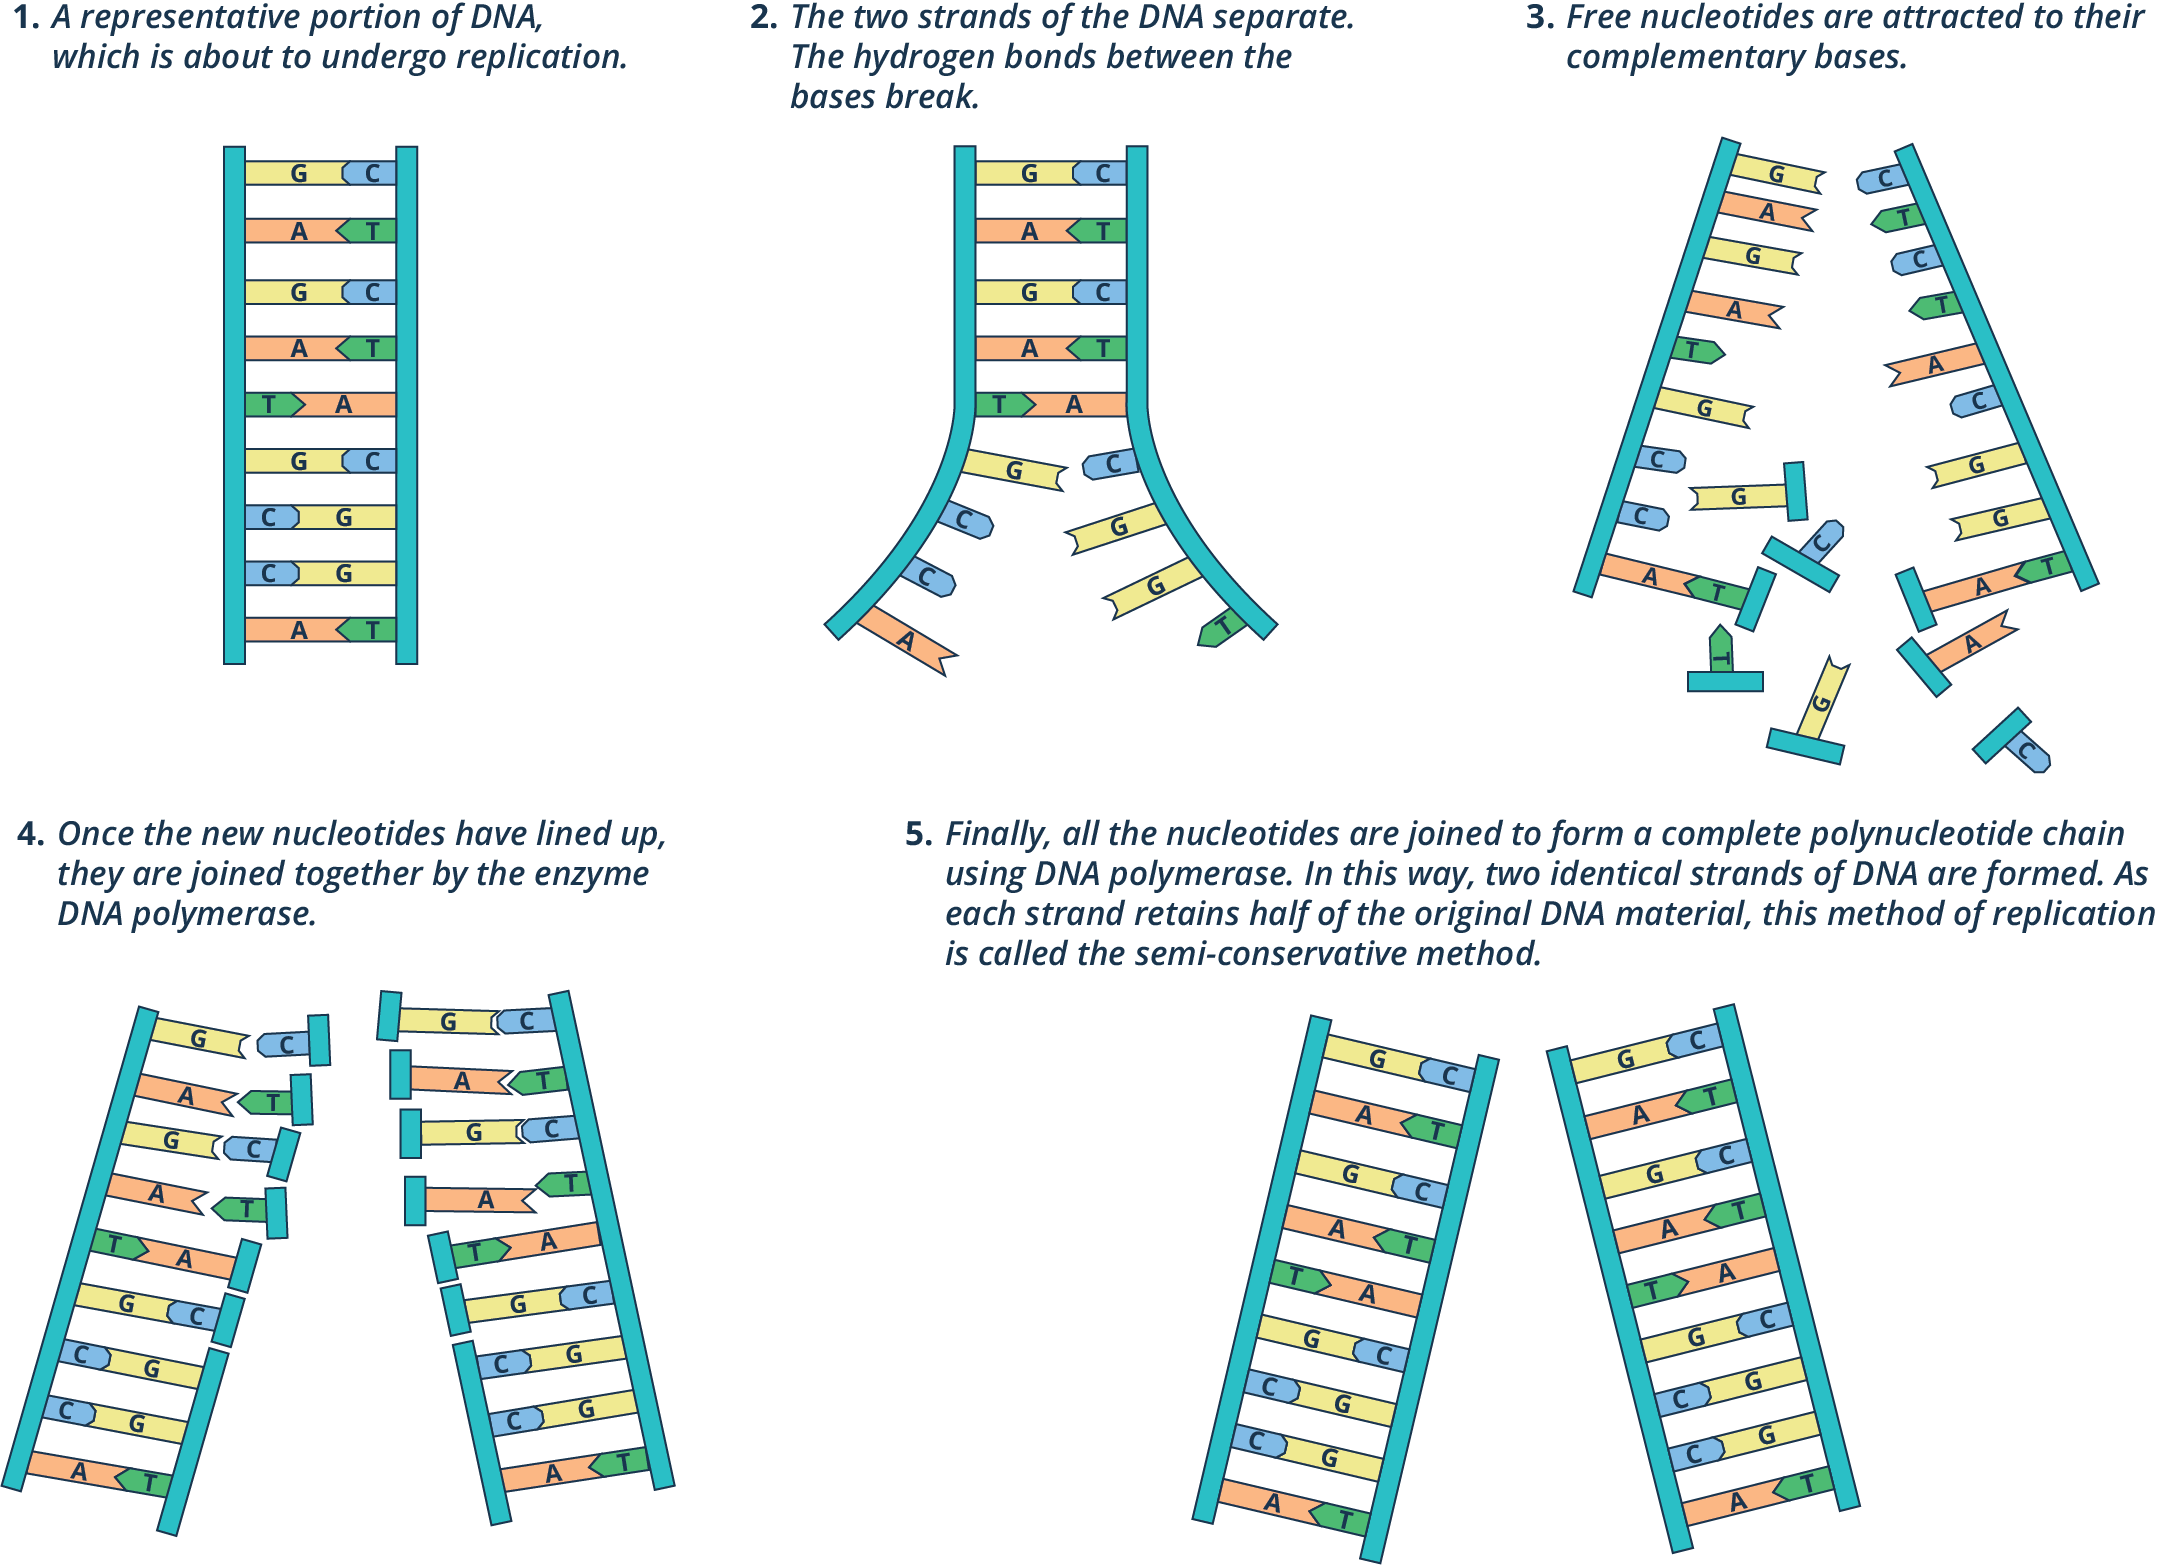 1. A representative portion of DNA,
which is about to undergo replication.
G C
A T
G C
A T
T A
G C
C G
C G
A T
2. The two strands of the DNA separate.
The hydrogen bonds between the
bases break.
G C
A T
G C
A T
T A
G C
C G
C G
A T
3. Free nucleotides are attracted to their
complementary bases.
G C
A T
G C
A T
T A
G C
C G
G
C G
C
A T A T
T A
G
C
4. Once the new nucleotides have lined up,
they are joined together by the enzyme
DNA polymerase.
G C G C
A T A T
G C G C
A T A T
T A T A
G C G C
C G C G
C G C G
A T A T
5. Finally, all the nucleotides are joined to form a complete polynucleotide chain
using DNA polymerase. In this way, two identical strands of DNA are formed. As
each strand retains half of the original DNA material, this method of replication
is called the semi-conservative method.
G C G C
A T A T
G C G C
A T A T
T A T A
G C G C
C G C G
C G C G
A T A T